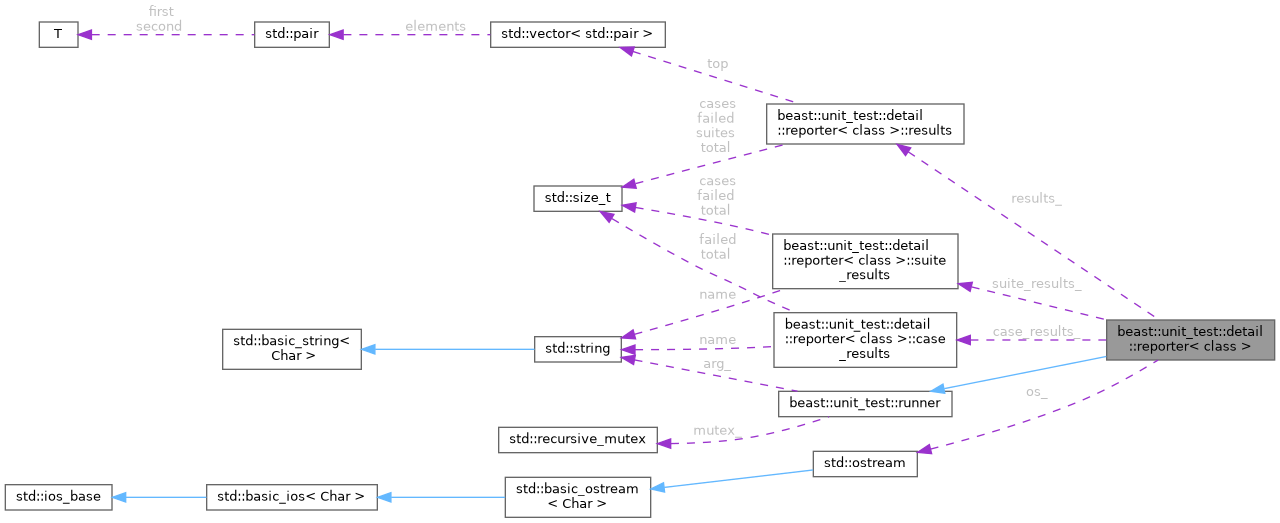 first
second
T
std::pair
elements
std::vector< std::pair >
top
beast::unit_test::detail
::reporter< class >::results
cases
failed
suites
total
std::size_t
cases
failed
total
results_
beast::unit_test::detail
::reporter< class >::suite
_results
failed
total
suite_results_
name
beast::unit_test::detail
::reporter< class >::case
_results
case_results_
beast::unit_test::detail
::reporter< class >
std::basic_string<
Char >
std::string
name
arg_
beast::unit_test::runner
os_
std::recursive_mutex
mutex_
std::ostream
std::ios_base
std::basic_ios< Char >
std::basic_ostream
< Char >